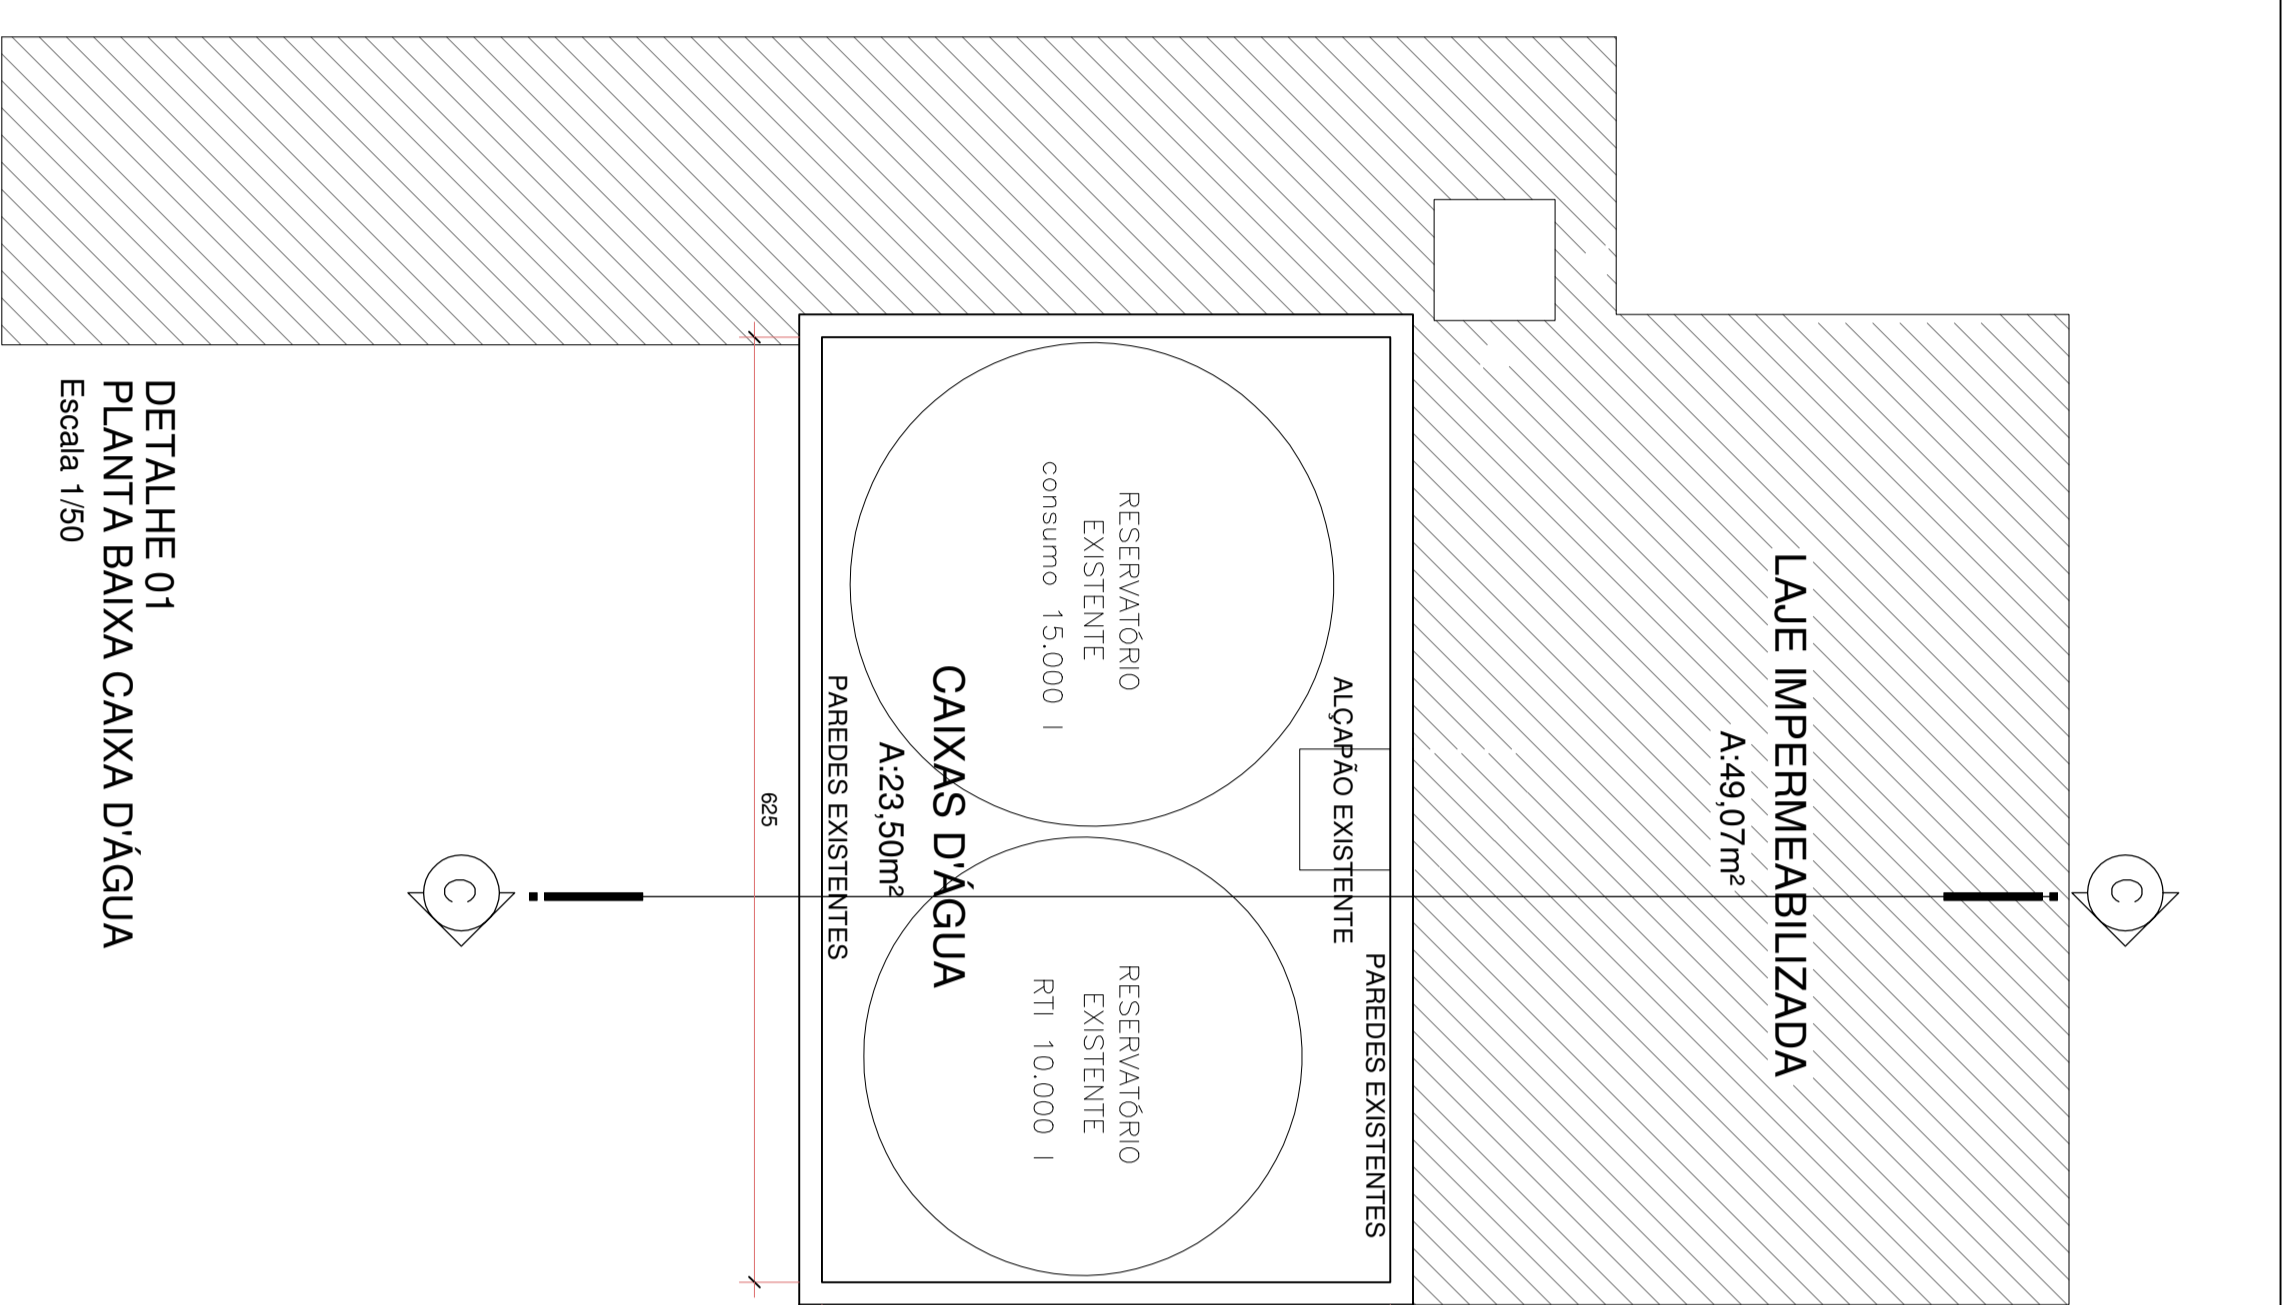 C
LAJE IMPERMEABILIZADA
A:49,07m²
PAREDES EXISTENTES
ALÇAPÃO EXISTENTE
RESERVATÓRIO
EXISTENTE
consumo 15.000 l
RESERVATÓRIO
EXISTENTE
RTI 10.000 l
CAIXAS D'ÁGUA
A:23,50m²
PAREDES EXISTENTES
625
C
DETALHE 01
PLANTA BAIXA CAIXA D'ÁGUA
Escala 1/50